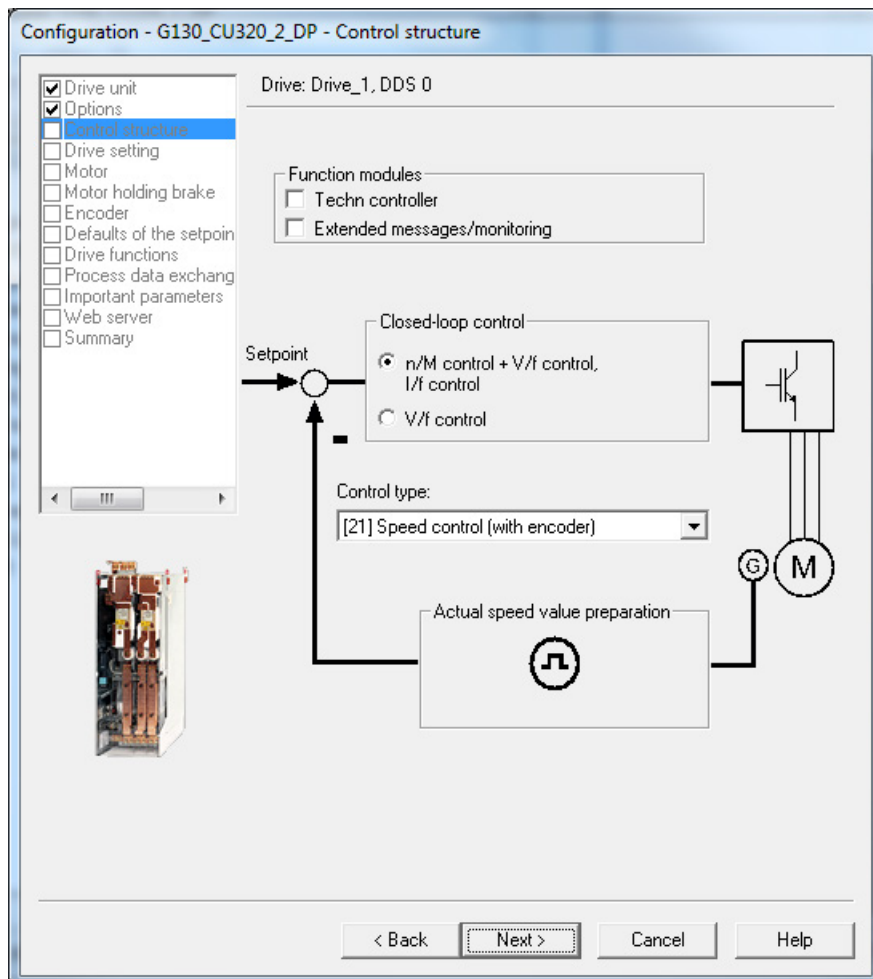 Configuration - G130_CU320_2_DP - Control structure
Drive unit
Options
Control structure
Drive setting
Motor
Motor holding brake
Encoder
Defaults of the setpoin
Drive functions
Process data exchang
Important parameters
Web server
Summary
Drive: Drive_1, DDS 0
Function modules
Techn controller
Extended messages/monitoring
Setpoint
Closed-loop control
n/M control + V/f control,
I/f control
V/f control
Control type:
[21] Speed control (with encoder)
G
M
Actual speed value preparation
< Back
Next >
Cancel
Help